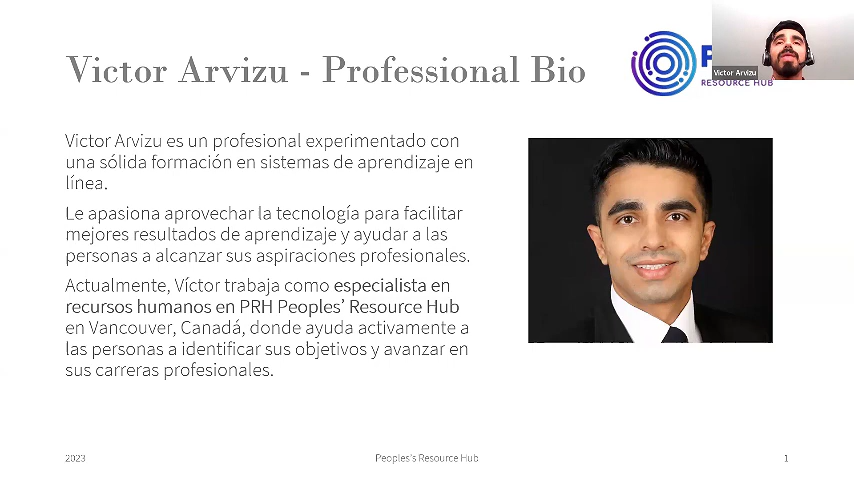 Victor Arvizu - Professional Bio
Victor Arvizu
RESOURCE HUB
Victor Arvizu es un profesional experimentado con
una sólida formación en sistemas de aprendizaje en
línea.
Le apasiona aprovechar la tecnología para facilitar
mejores resultados de aprendizaje y ayudar a las
personas a alcanzar sus aspiraciones profesionales.
Actualmente, Víctor trabaja como especialista en
recursos humanos en PRH Peoples’ Resource Hub
en Vancouver, Canadá, donde ayuda activamente a
las personas a identificar sus objetivos y avanzar en
sus carreras profesionales.
2023
Peoples’s Resource Hub
1